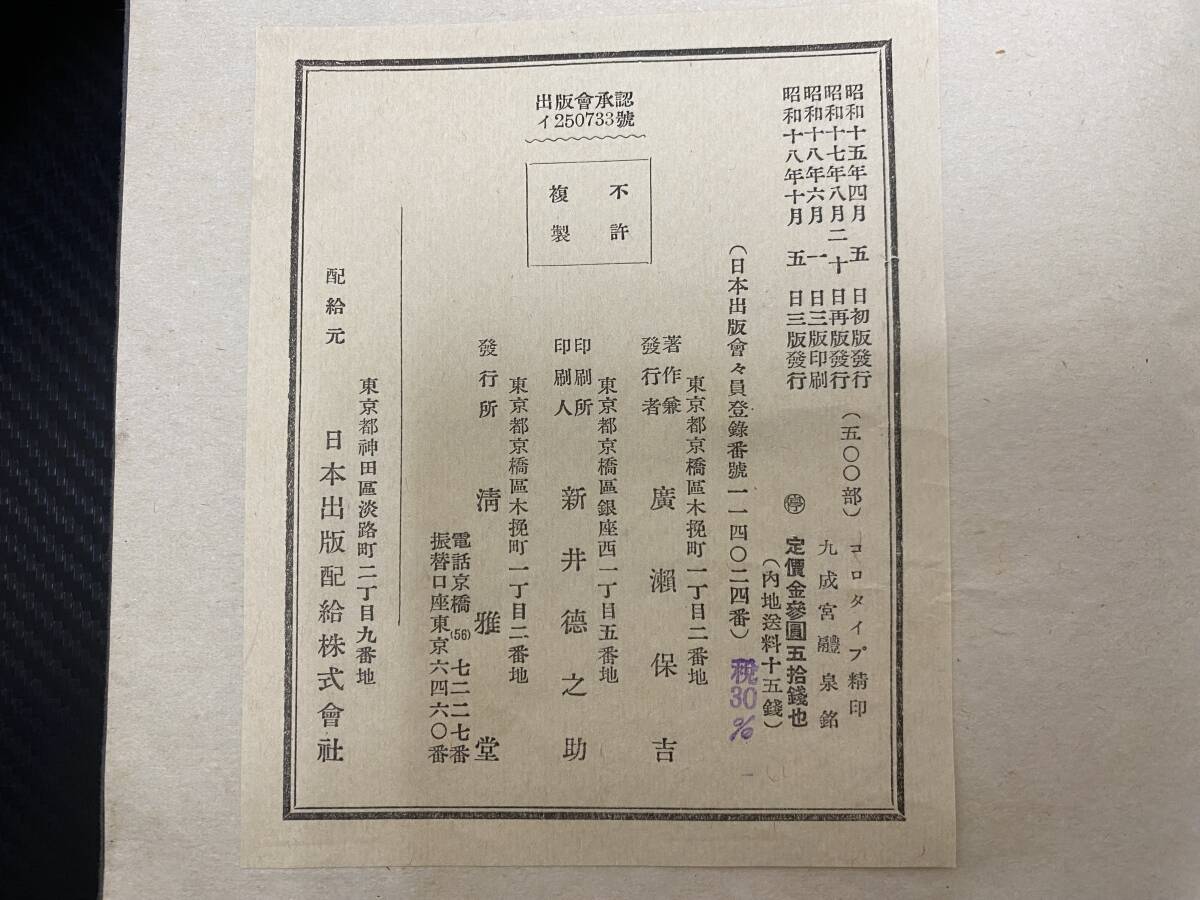 昭和十五年四月五日初版發行
昭和十七年八月二十日再版發行
昭和十八年六月一日三版印刷
昭和十八年十月五日三版發行
(五〇〇部)
コロタイプ精印
九成宮醴泉銘
㊡定價金參圓五拾錢也
(內地送料十五錢)
税30%
(日本出版會々員登錄番號一一四〇二四番)
出版會承認
イ250733號
不許
複製
東京都京橋區木挽町一丁目二番地
著作兼
發行者
廣瀨保吉
東京都京橋區銀座西一丁目五番地
印刷所
印刷人
新井德之助
東京都京橋區木挽町一丁目二番地
發行所 淸雅堂
電話京橋(56)七二二七番
振替口座東京六四六〇番
東京都神田區淡路町二丁目九番地
配給元 日本出版配給株式會社